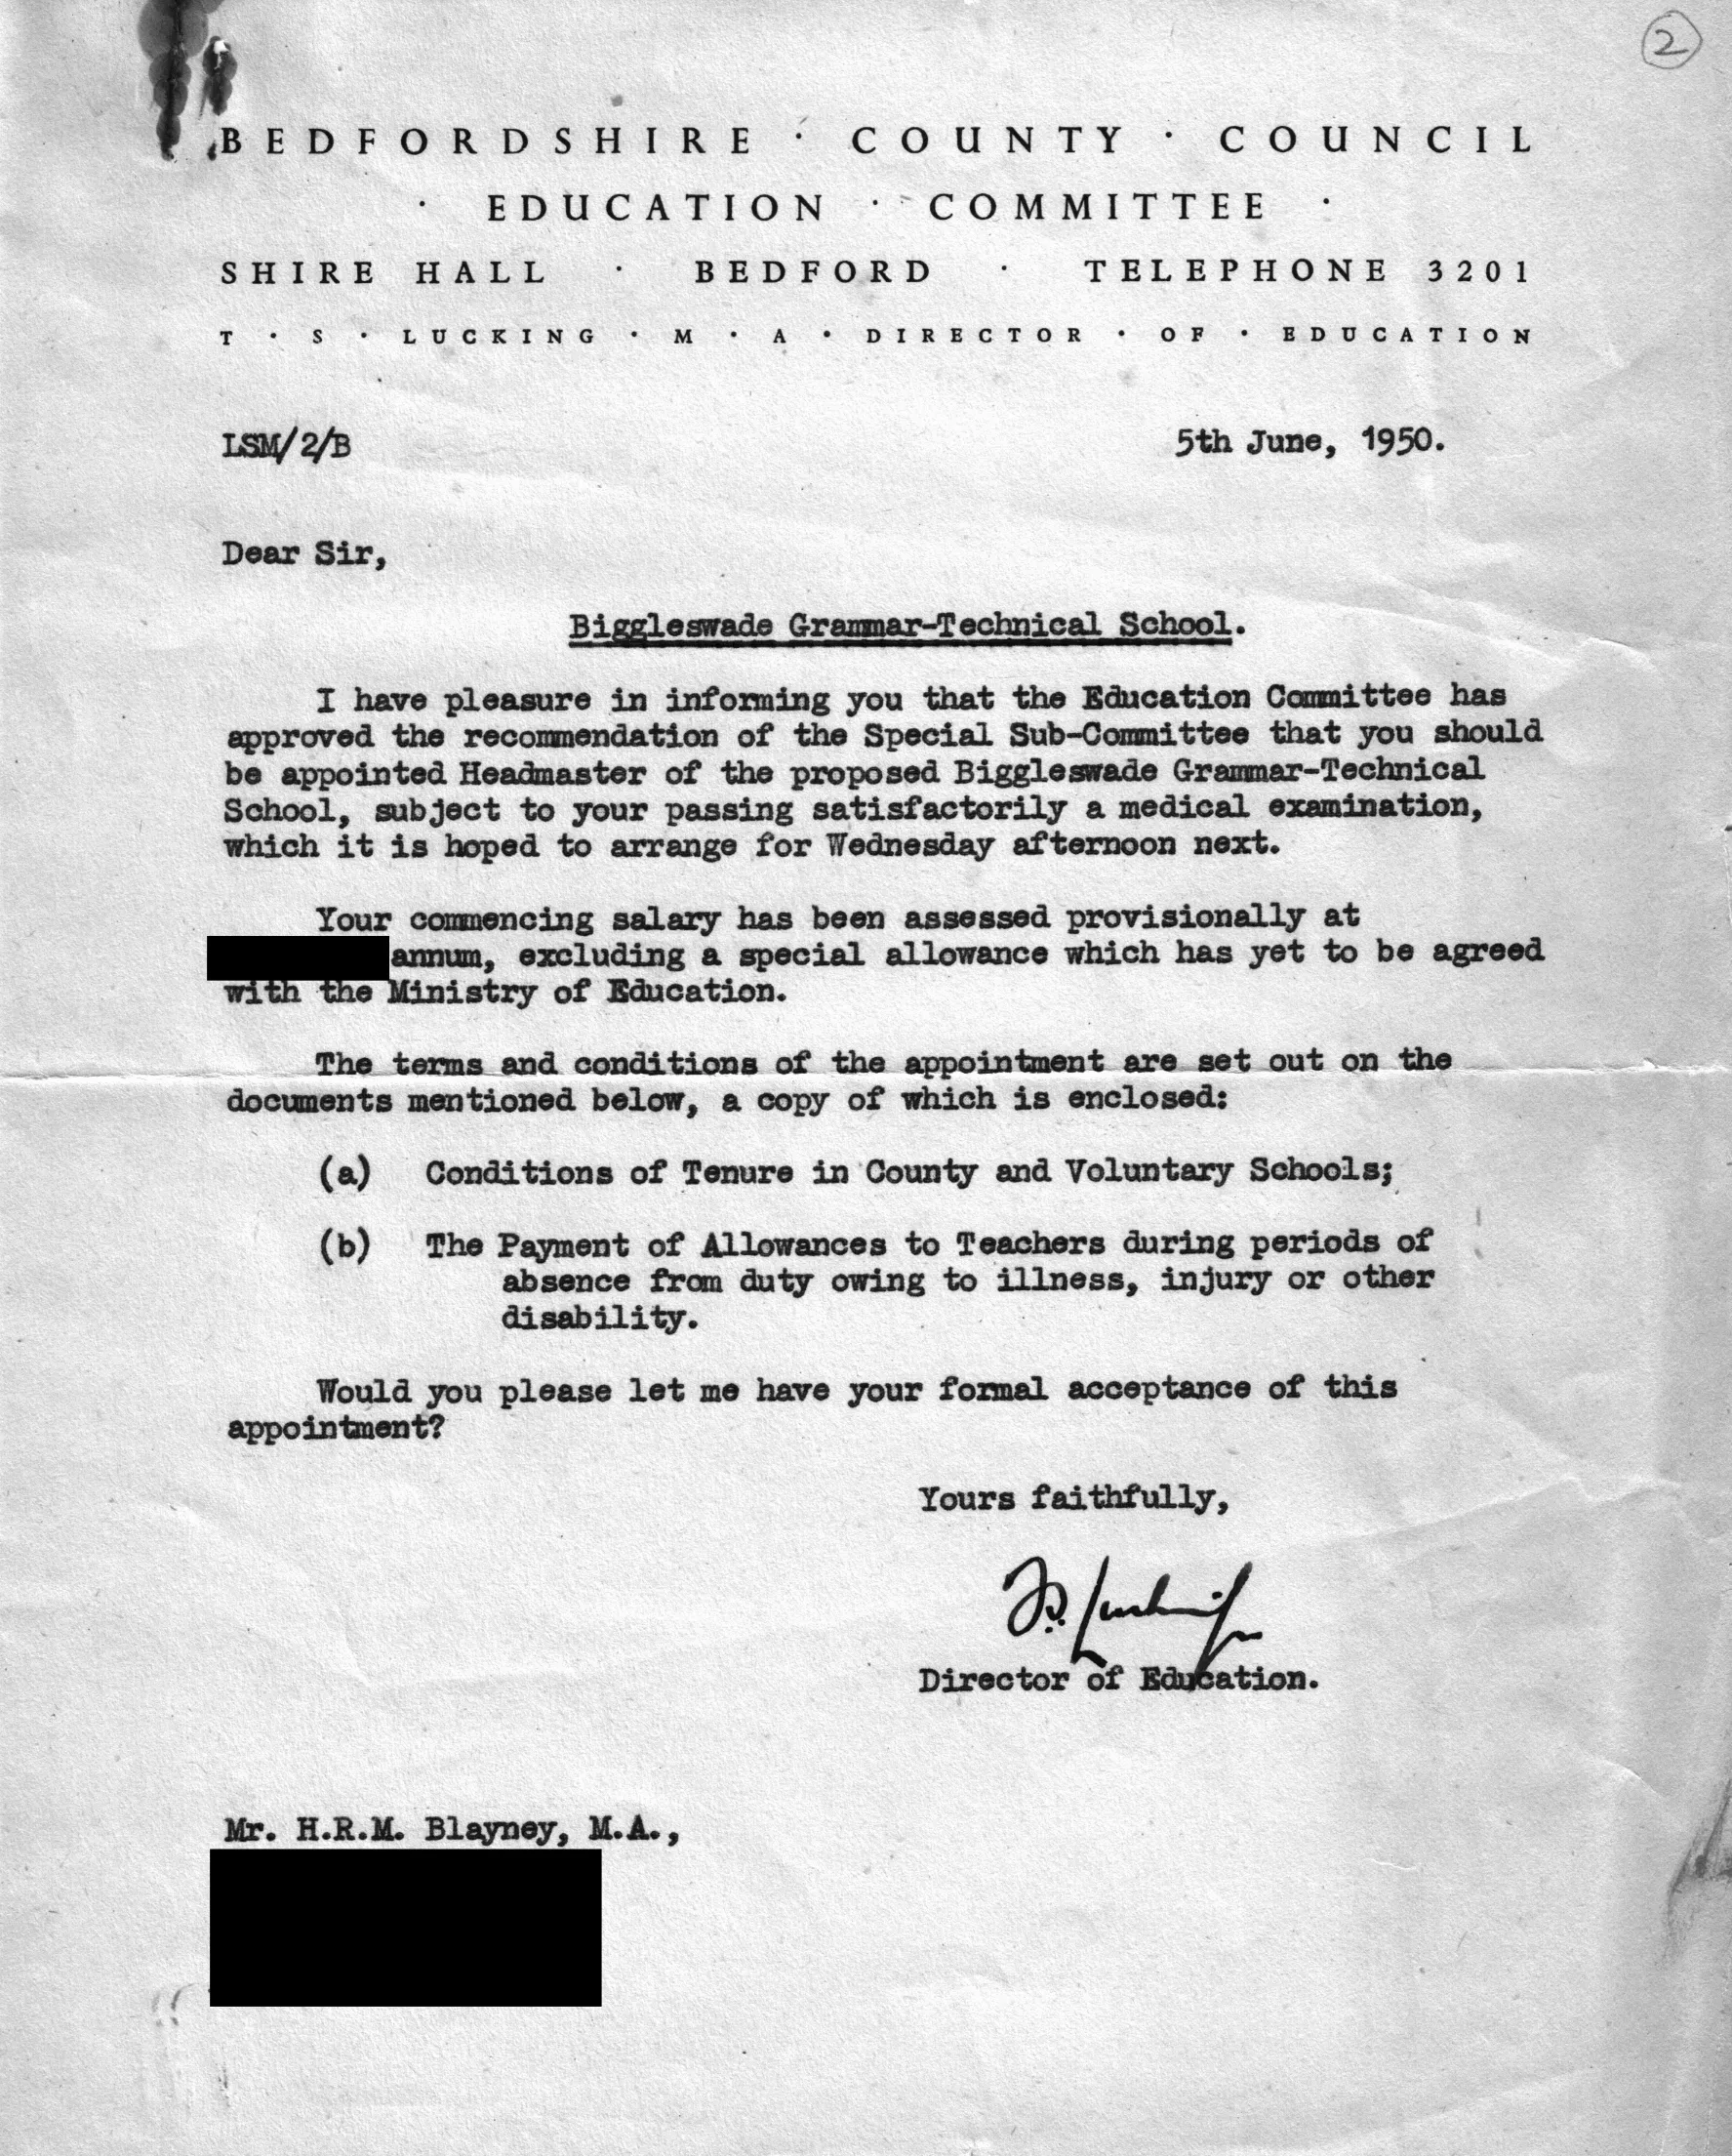 2
BEDFORDSHIRE · COUNTY · COUNCIL
· EDUCATION · COMMITTEE ·
SHIRE HALL · BEDFORD · TELEPHONE 3201
T · S · LUCKING · M · A · DIRECTOR · OF · EDUCATION
LSM/2/B 5th June, 1950.
Dear Sir,
Biggleswade Grammar-Technical School.
I have pleasure in informing you that the Education Committee has
approved the recommendation of the Special Sub-Committee that you should
be appointed Headmaster of the proposed Biggleswade Grammar-Technical
School, subject to your passing satisfactorily a medical examination,
which it is hoped to arrange for Wednesday afternoon next.
Your commencing salary has been assessed provisionally at
annum, excluding a special allowance which has yet to be agreed
with the Ministry of Education.
The terms and conditions of the appointment are set out on the
documents mentioned below, a copy of which is enclosed:
(a) Conditions of Tenure in County and Voluntary Schools;
(b) The Payment of Allowances to Teachers during periods of
absence from duty owing to illness, injury or other
disability.
Would you please let me have your formal acceptance of this
appointment?
Yours faithfully,
T.S. Lucking
Director of Education.
Mr. H.R.M. Blayney, M.A.,